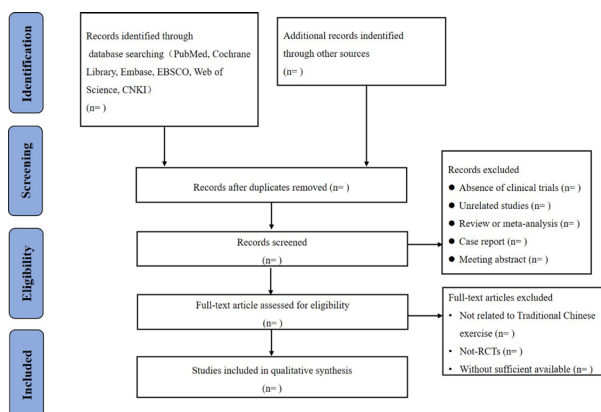 Identification
Records identified through
database searching（PubMed, Cochrane
Library, Embase, EBSCO, Web of
Science, CNKI）
(n= )
Additional records indentified
through other sources
(n= )
Screening
Records after duplicates removed (n= )
Records excluded
● Absence of clinical trials (n= )
● Unrelated studies (n= )
● Review or meta-analysis (n= )
● Case report (n= )
● Meeting abstract (n= )
Eligibility
Records screened
(n= )
Full-text article assessed for eligibility
(n= )
Full-text articles excluded
• Not related to Traditional Chinese
exercise (n= )
• Not-RCTs (n= )
• Without sufficient available (n= )
Included
Studies included in qualitative synthesis
(n= )